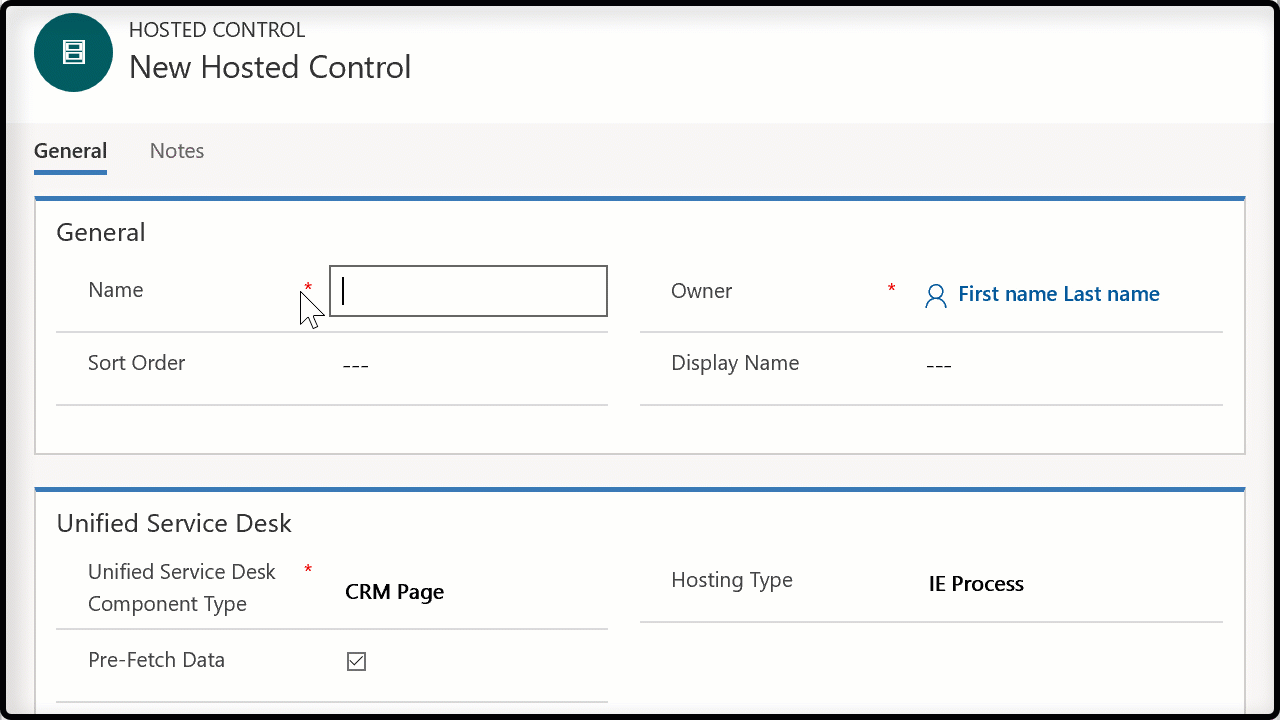 HOSTED CONTROL
New Hosted Control
General Notes
General
Name * Owner * First name Last name
Sort Order --- Display Name ---
Unified Service Desk
Unified Service Desk * CRM Page Hosting Type IE Process
Component Type
Pre-Fetch Data